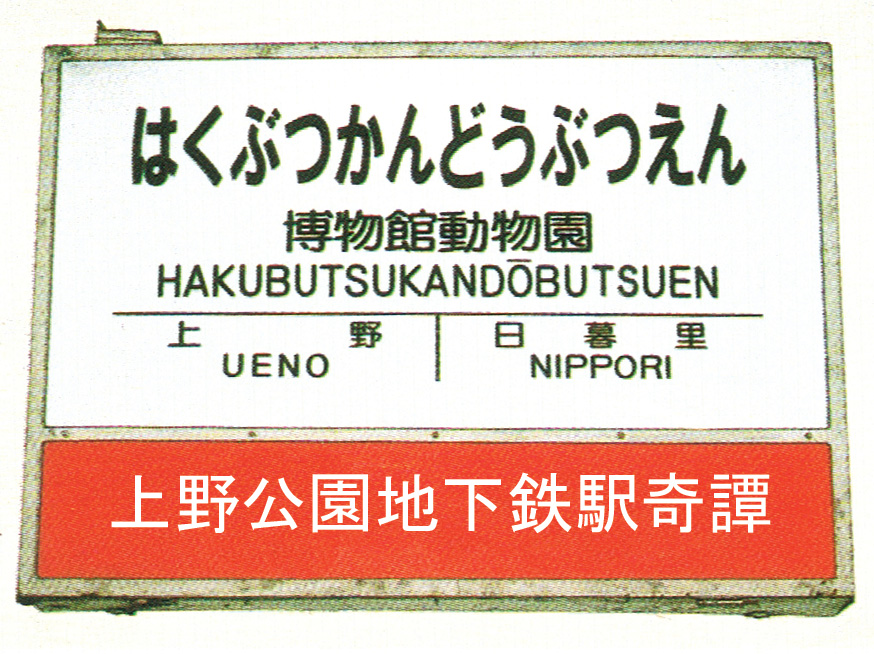 はくぶつかんどうぶつえん
博物館動物園
HAKUBUTSUKANDŌBUTSUEN
上野 日暮里
UENO NIPPORI
上野公園地下鉄駅奇譚